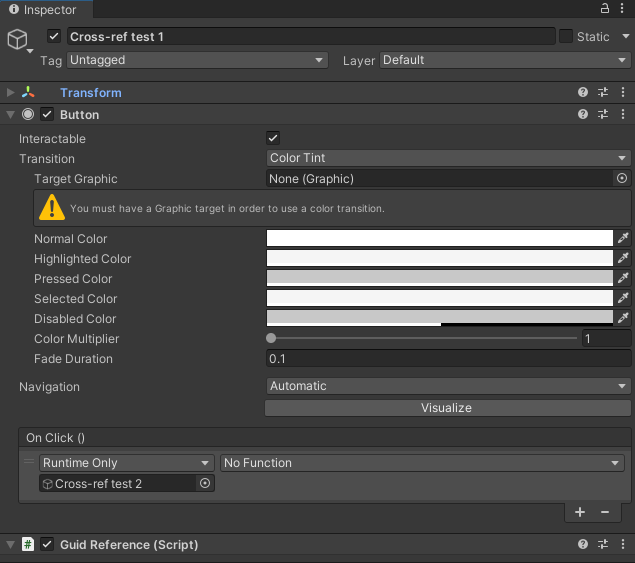 Inspector
Cross-ref test 1
Static
Tag Untagged Layer Default
Transform
Button
Interactable
Transition Color Tint
Target Graphic None (Graphic)
You must have a Graphic target in order to use a color transition.
Normal Color
Highlighted Color
Pressed Color
Selected Color
Disabled Color
Color Multiplier 1
Fade Duration 0.1
Navigation Automatic
Visualize
On Click ()
Runtime Only No Function
Cross-ref test 2
Guid Reference (Script)